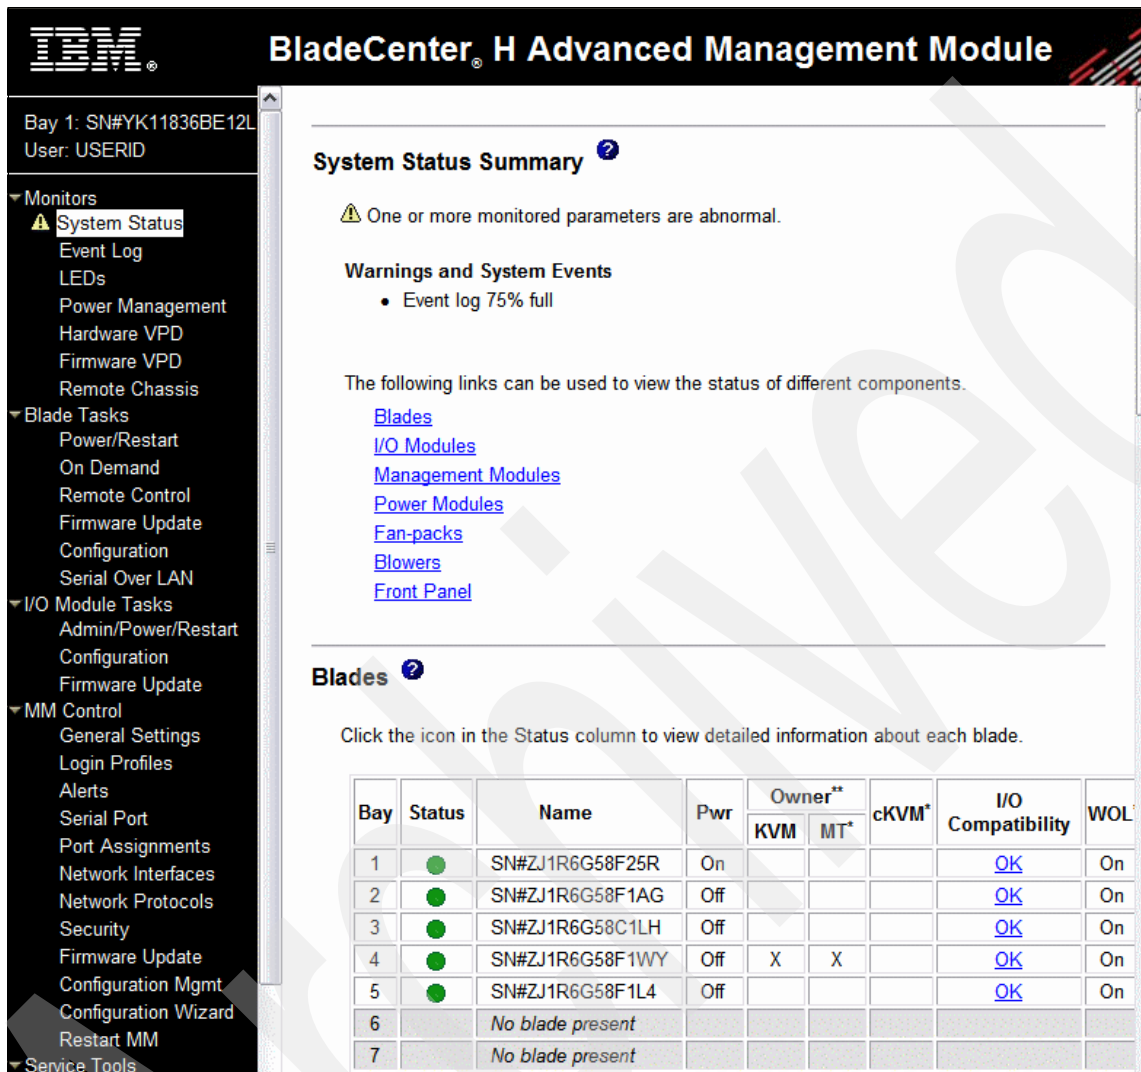 IBM®
BladeCenter® H Advanced Management Module
Bay 1: SN#YK11836BE12L
User: USERID
Monitors
System Status
Event Log
LEDs
Power Management
Hardware VPD
Firmware VPD
Remote Chassis
Blade Tasks
Power/Restart
On Demand
Remote Control
Firmware Update
Configuration
Serial Over LAN
I/O Module Tasks
Admin/Power/Restart
Configuration
Firmware Update
MM Control
General Settings
Login Profiles
Alerts
Serial Port
Port Assignments
Network Interfaces
Network Protocols
Security
Firmware Update
Configuration Mgmt
Configuration Wizard
Restart MM
Service Tools
System Status Summary ?
One or more monitored parameters are abnormal.
Warnings and System Events
• Event log 75% full
The following links can be used to view the status of different components.
Blades
I/O Modules
Management Modules
Power Modules
Fan-packs
Blowers
Front Panel
Blades ?
Click the icon in the Status column to view detailed information about each blade.
Bay Status Name Pwr Owner** cKVM* I/O Compatibility WOL*
KVM MT*
1 SN#ZJ1R6G58F25R On OK On
2 SN#ZJ1R6G58F1AG Off OK On
3 SN#ZJ1R6G58C1LH Off OK On
4 SN#ZJ1R6G58F1WY Off X X OK On
5 SN#ZJ1R6G58F1L4 Off OK On
6 No blade present
7 No blade present